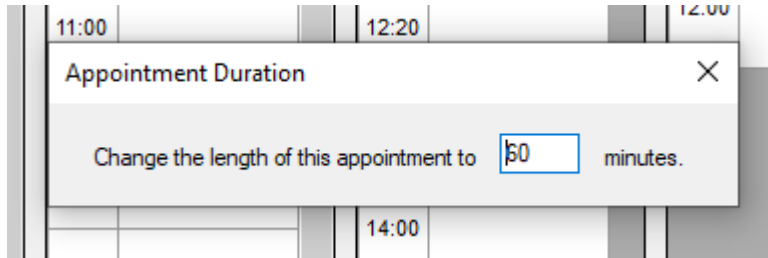 12:00
11:00
12:20
Appointment Duration
Change the length of this appointment to 60 minutes.
14:00